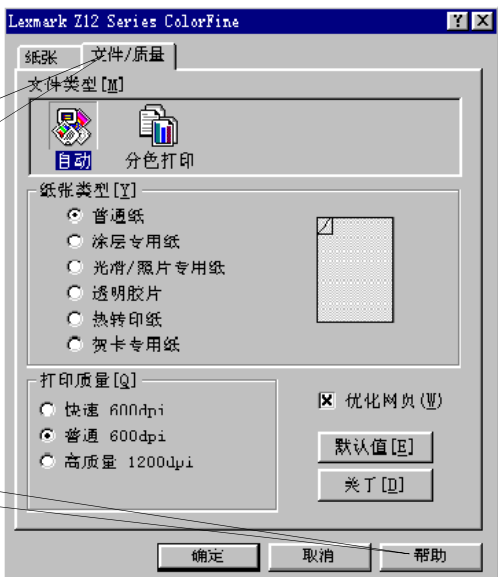 Lexmark Z12 Series ColorFine
纸张 文件/质量
文件类型[M]
自动 分色打印
纸张类型[Y]
普通纸
涂层专用纸
光滑/照片专用纸
透明胶片
热转印纸
贺卡专用纸
打印质量[Q]
快速 600dpi
普通 600dpi
高质量 1200dpi
优化网页(W)
默认值[E]
关于[D]
确定 取消 帮助